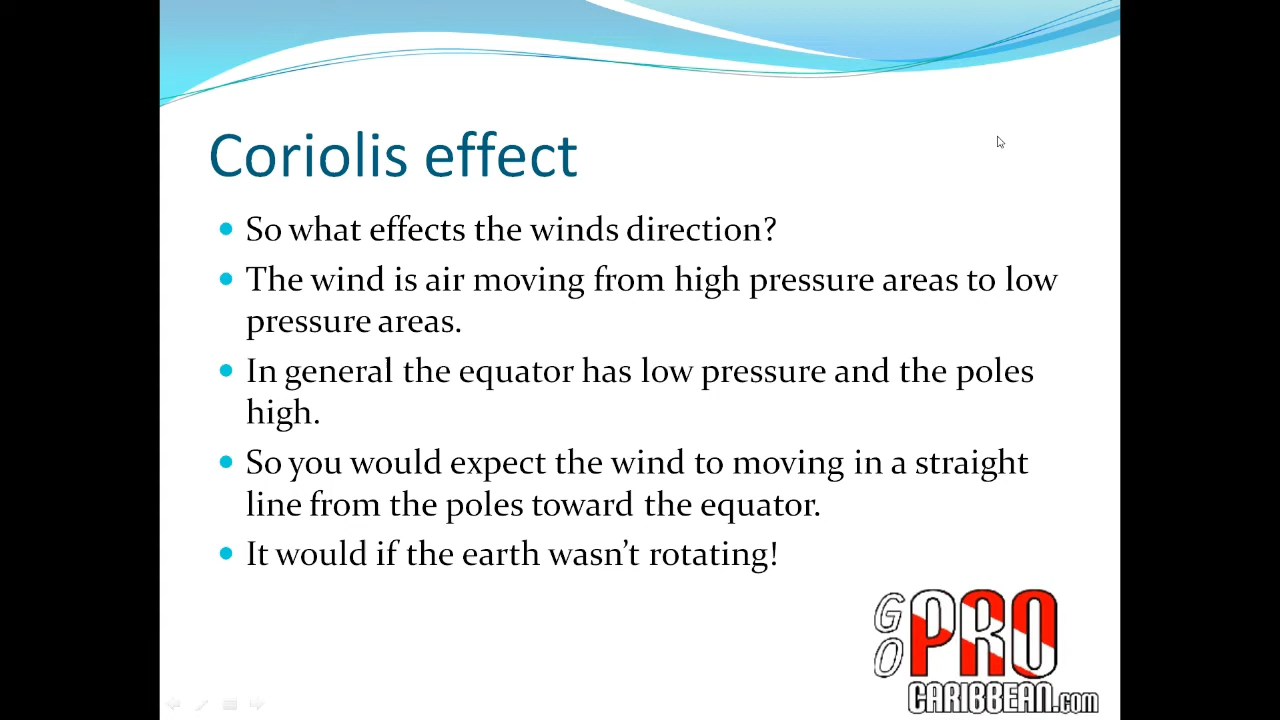 Coriolis effect
So what effects the winds direction?
The wind is air moving from high pressure areas to low
pressure areas.
In general the equator has low pressure and the poles
high.
So you would expect the wind to moving in a straight
line from the poles toward the equator.
It would if the earth wasn’t rotating!
GO PRO
CARIBBEAN.com